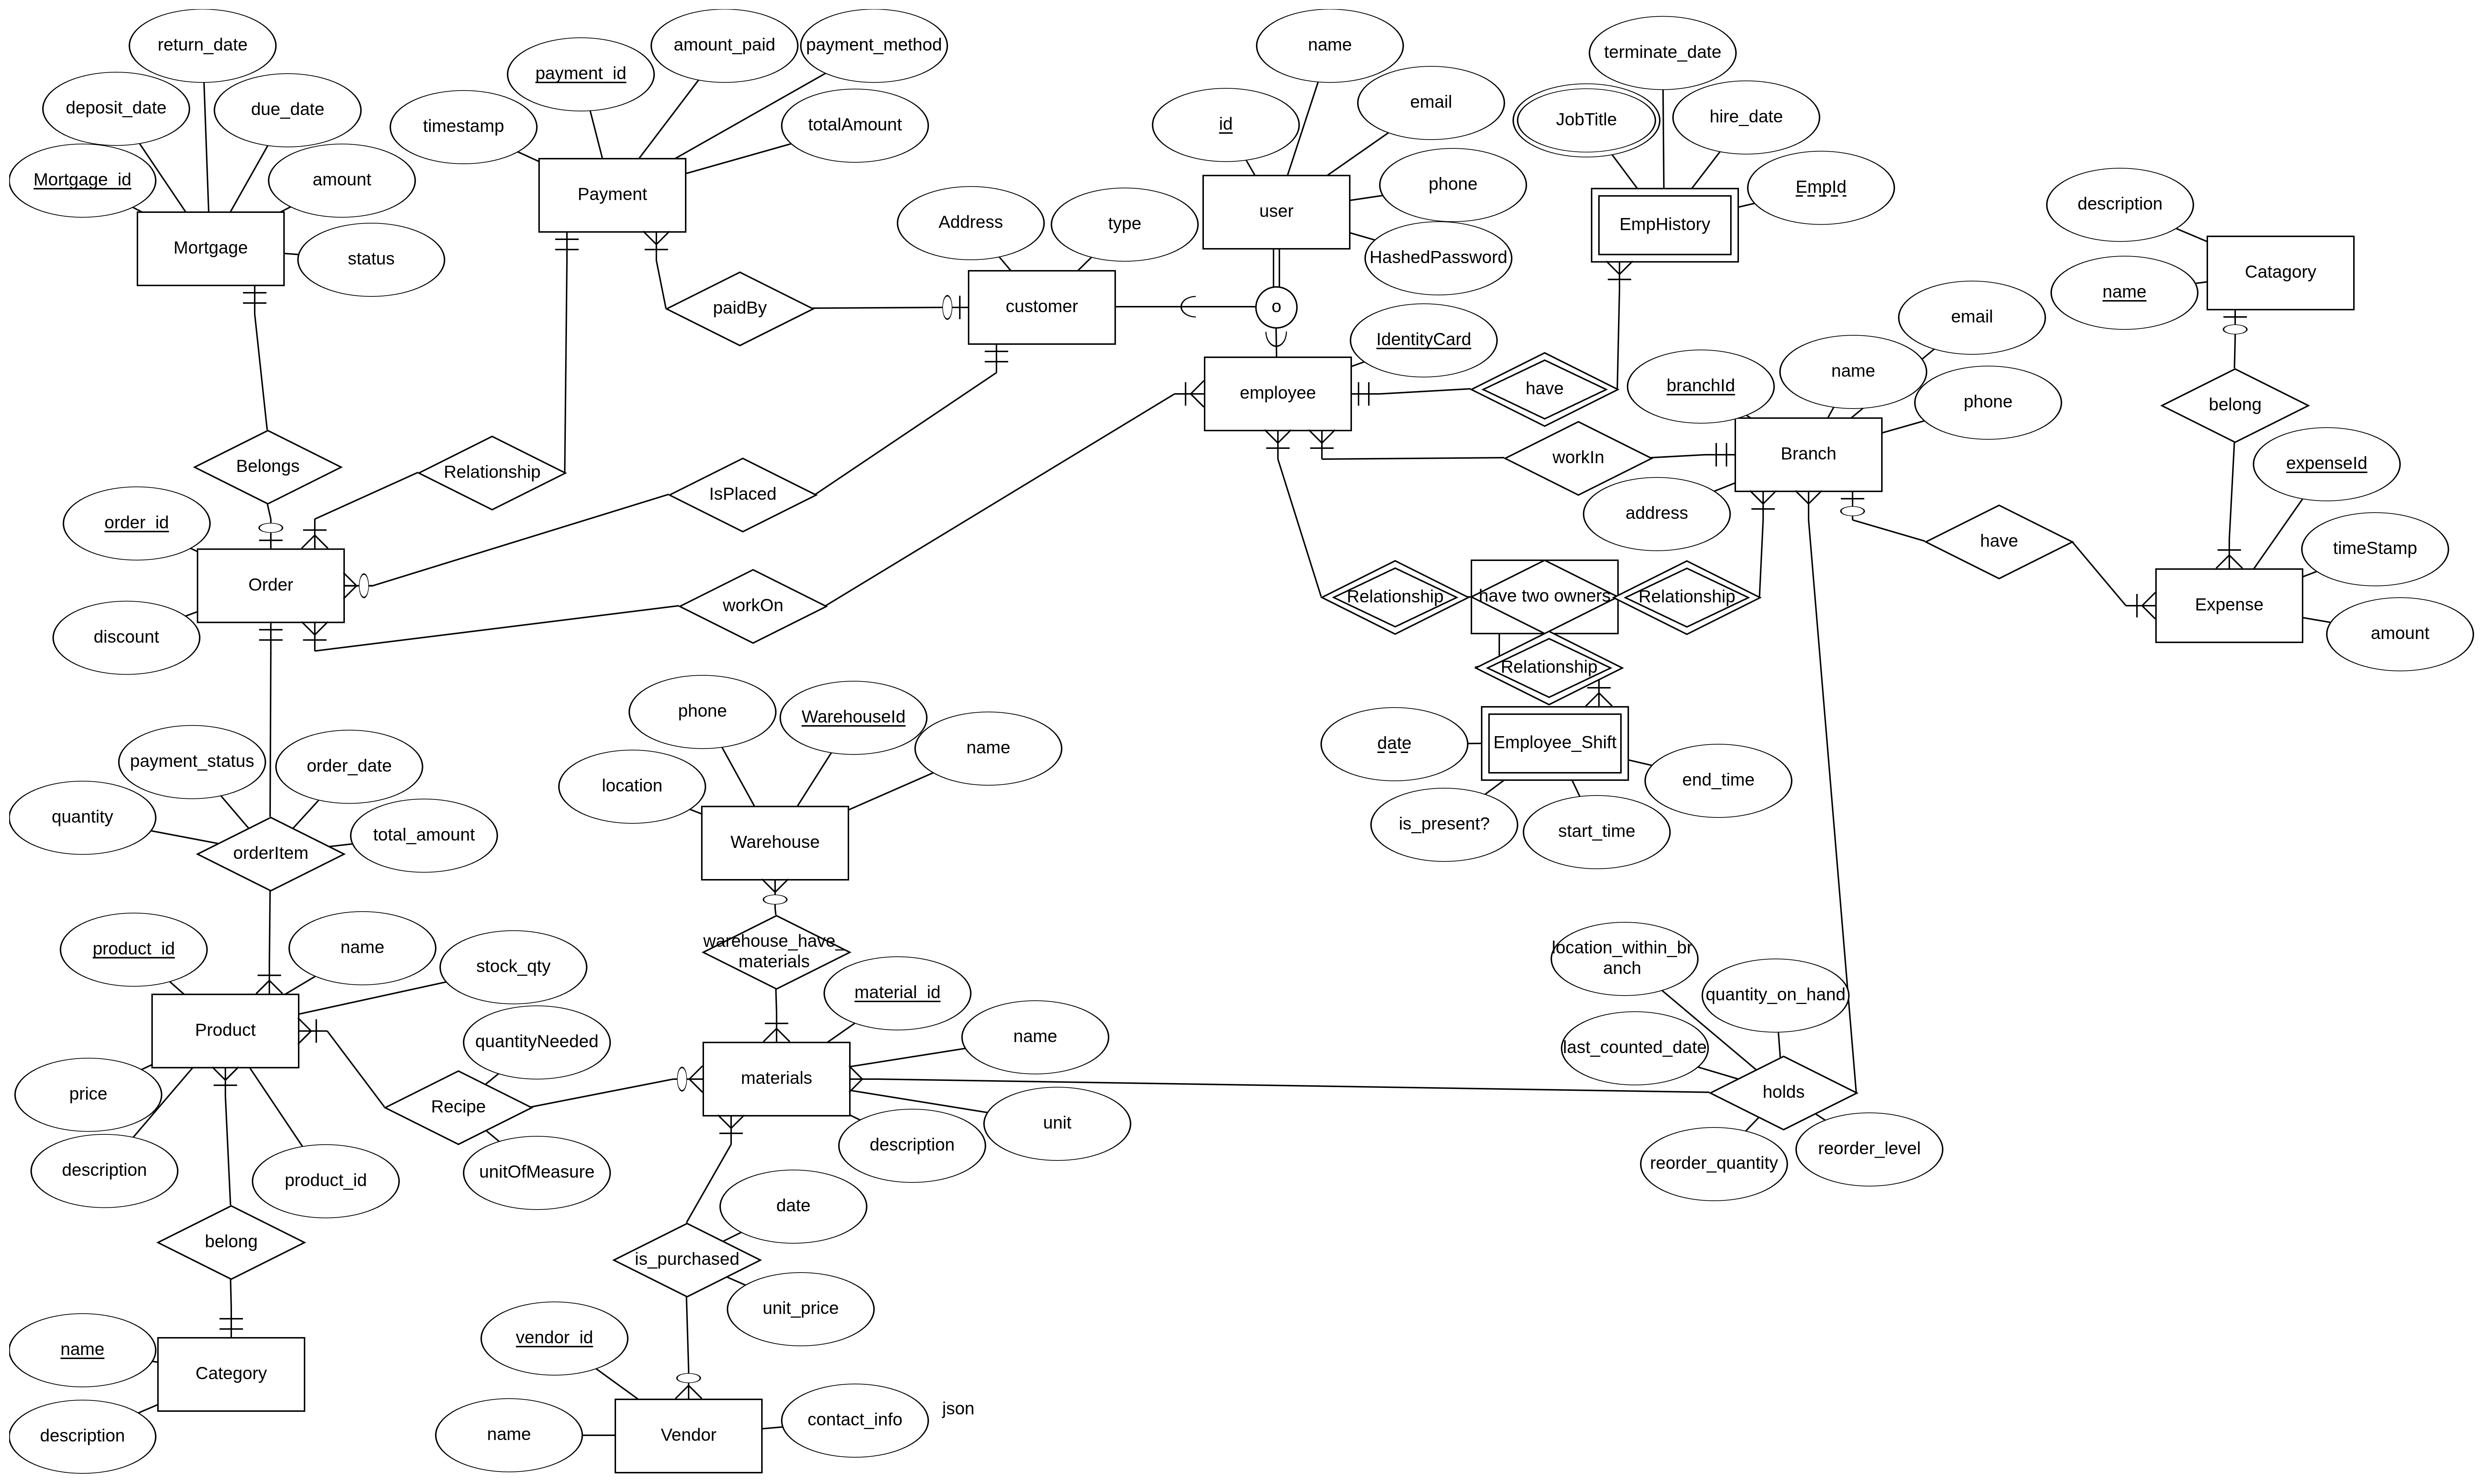 return_date
deposit_date
due_date
Mortgage_id
amount
status
Mortgage
timestamp
payment_id
amount_paid
payment_method
totalAmount
Payment
paidBy
Address
type
customer
id
name
email
phone
HashedPassword
user
o
terminate_date
JobTitle
hire_date
EmpId
EmpHistory
description
name
Catagory
IdentityCard
employee
have
branchId
name
email
phone
address
Branch
workIn
belong
expenseId
timeStamp
amount
Expense
have
Belongs
Relationship
IsPlaced
order_id
Order
discount
workOn
Relationship
have two owners
Relationship
Relationship
Employee_Shift
date
end_time
is_present?
start_time
payment_status
order_date
quantity
total_amount
orderItem
phone
WarehouseId
name
location
Warehouse
warehouse_have_
materials
product_id
name
stock_qty
Product
price
description
product_id
quantityNeeded
Recipe
unitOfMeasure
material_id
name
materials
unit
description
location_within_br
anch
quantity_on_hand
last_counted_date
holds
reorder_quantity
reorder_level
belong
date
is_purchased
unit_price
name
Category
description
vendor_id
name
Vendor
contact_info
json